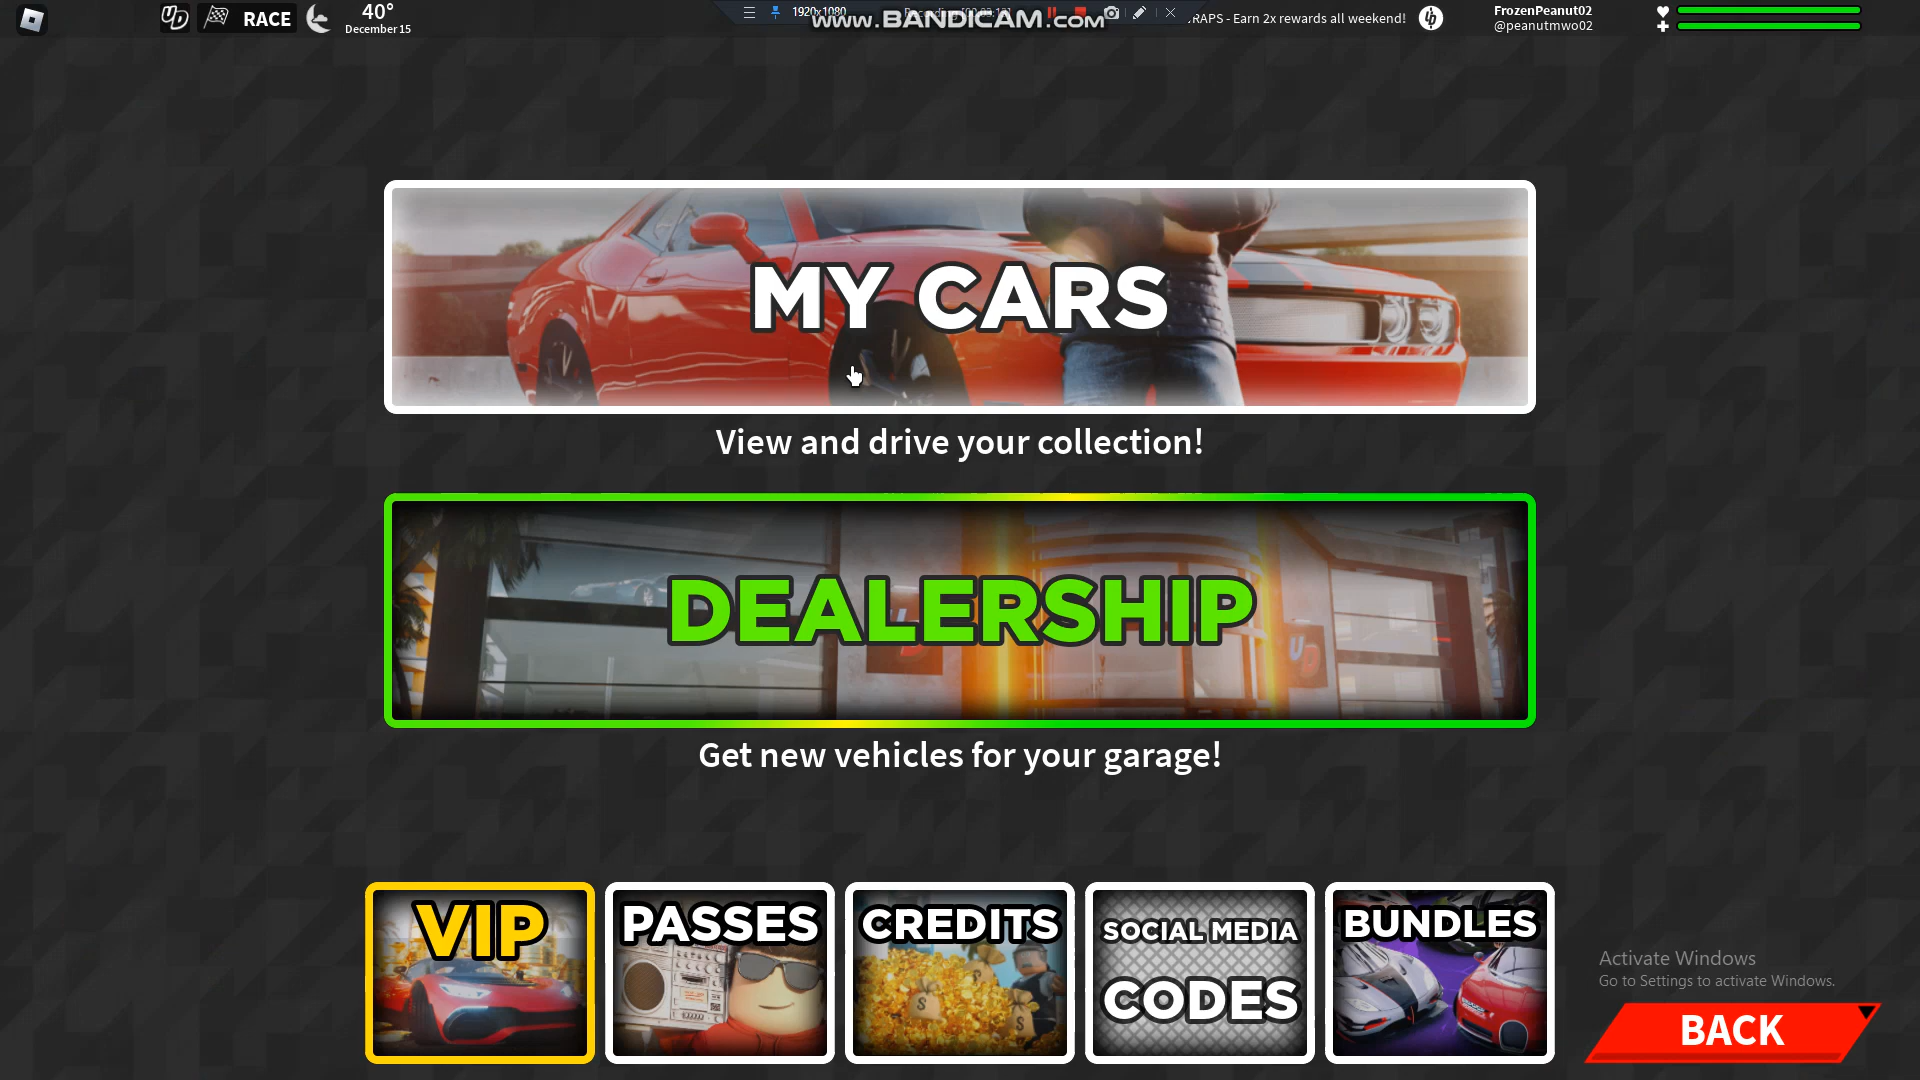 RACE
40°
December 15
1920x1080
www.BANDICAM.com
RAPS - Earn 2x rewards all weekend!
FrozenPeanut02
@peanutmwo02
MY CARS
View and drive your collection!
DEALERSHIP
Get new vehicles for your garage!
VIP
PASSES
CREDITS
SOCIAL MEDIA
CODES
BUNDLES
Activate Windows
Go to Settings to activate Windows.
BACK